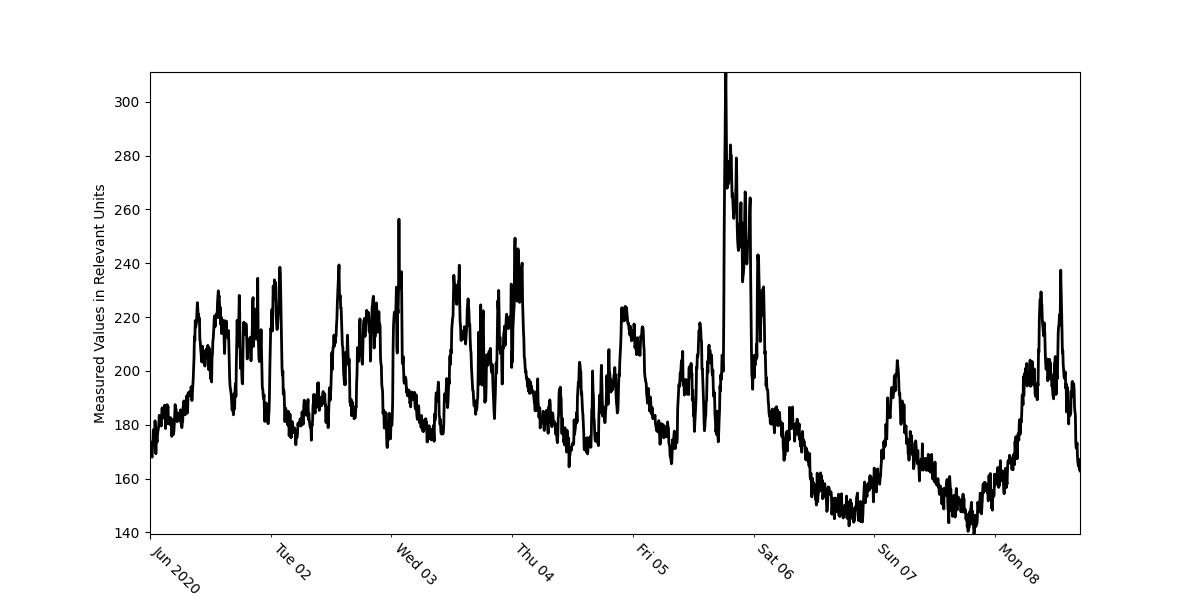 300
280
260
240
220
200
180
160
140
Measured Values in Relevant Units
Jun 2020
Tue 02
Wed 03
Thu 04
Fri 05
Sat 06
Sun 07
Mon 08